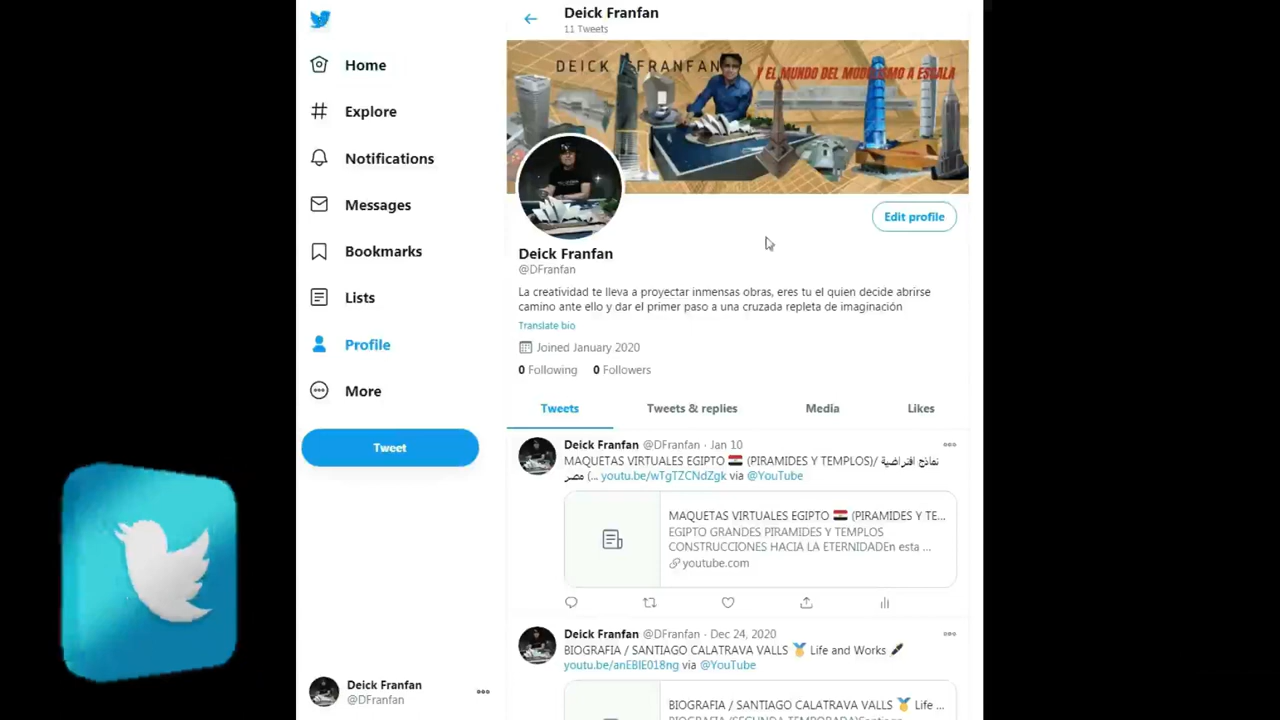 Deick Franfan
11 Tweets
DEICK FRANFAN
Y EL MUNDO DEL MODELISMO A ESCALA
Home
Explore
Notifications
Messages
Bookmarks
Lists
Profile
More
Tweet
Deick Franfan
@DFranfan
Edit profile
Deick Franfan
@DFranfan
La creatividad te lleva a proyectar inmensas obras, eres tu el quien decide abrirse
camino ante ello y dar el primer paso a una cruzada repleta de imaginación
Translate bio
Joined January 2020
0 Following 0 Followers
Tweets Tweets & replies Media Likes
Deick Franfan @DFranfan · Jan 10
MAQUETAS VIRTUALES EGIPTO 🇪🇬 (PIRAMIDES Y TEMPLOS)/ نماذج افتراضية
مصر (... youtu.be/wTgTZCNdZgk via @YouTube
MAQUETAS VIRTUALES EGIPTO 🇪🇬 (PIRAMIDES Y TE...
EGIPTO GRANDES PIRAMIDES Y TEMPLOS
CONSTRUCCIONES HACIA LA ETERNIDADEn esta ...
youtube.com
Deick Franfan @DFranfan · Dec 24, 2020
BIOGRAFIA / SANTIAGO CALATRAVA VALLS 🏅 Life and Works 🖋
youtu.be/anEBlE018ng via @YouTube
BIOGRAFIA / SANTIAGO CALATRAVA VALLS 🏅 Life ...